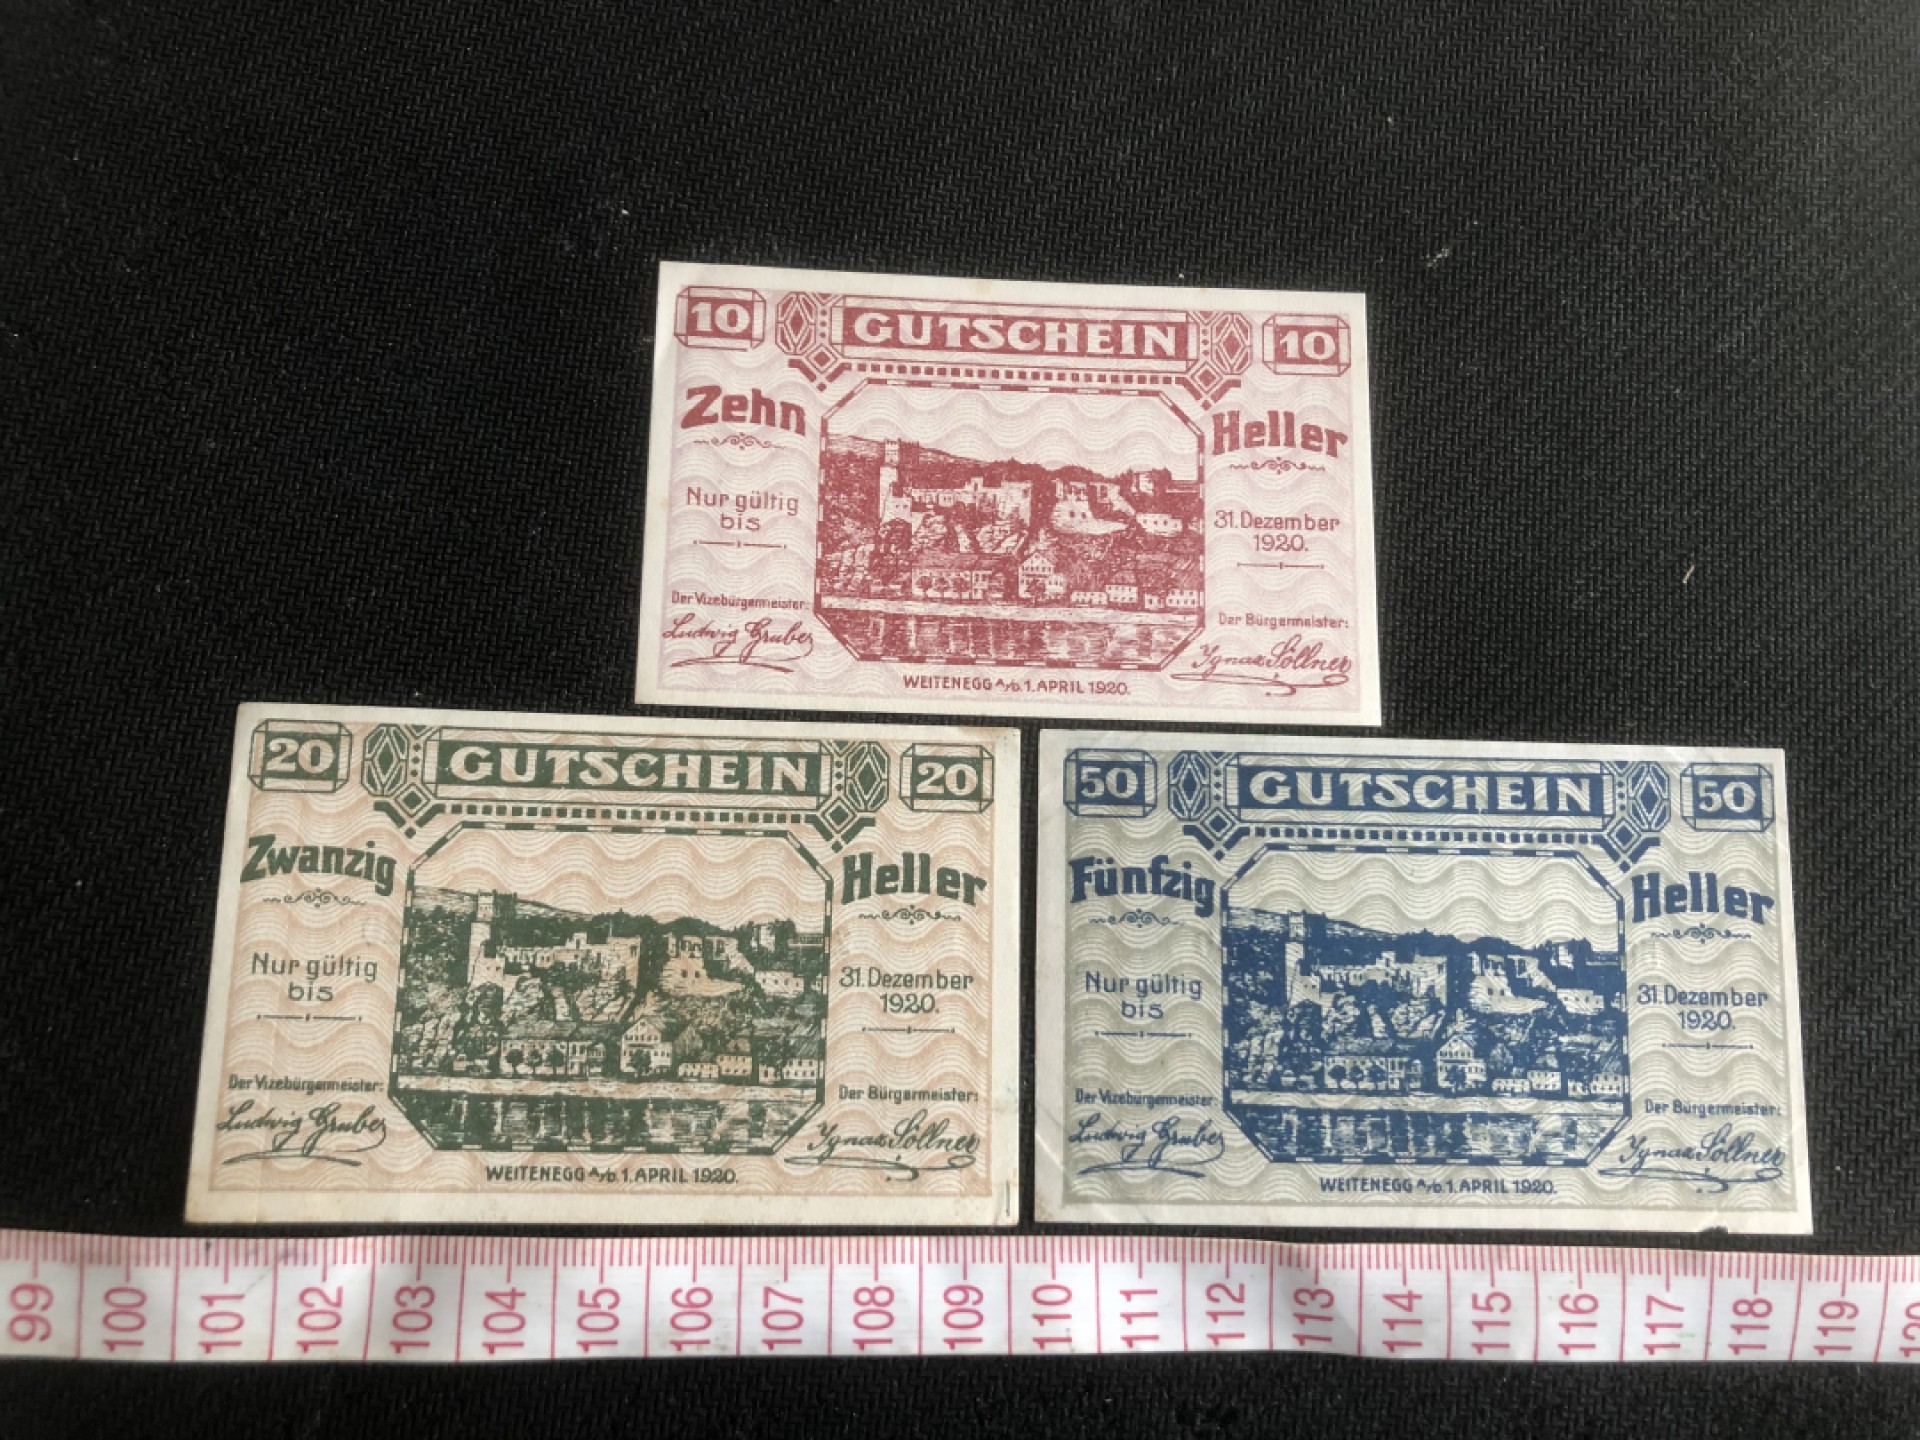 10 GUTSCHEIN 10
Zehn Heller
Nur gültig
bis
31. Dezember
1920.
Der Vizebürgermeister:
Ludwig Gruber
Der Bürgermeister:
Ignaz Söllner
WEITENEGG A/D. 1. APRIL 1920.
20 GUTSCHEIN 20
Zwanzig Heller
Nur gültig
bis
31. Dezember
1920.
Der Vizebürgermeister:
Ludwig Gruber
Der Bürgermeister:
Ignaz Söllner
WEITENEGG A/D. 1. APRIL 1920.
50 GUTSCHEIN 50
Fünfzig Heller
Nur gültig
bis
31. Dezember
1920.
Der Vizebürgermeister:
Ludwig Gruber
Der Bürgermeister:
Ignaz Söllner
WEITENEGG A/D. 1. APRIL 1920.
99 100 101 102 103 104 105 106 107 108 109 110 111 112 113 114 115 116 117 118 119 120